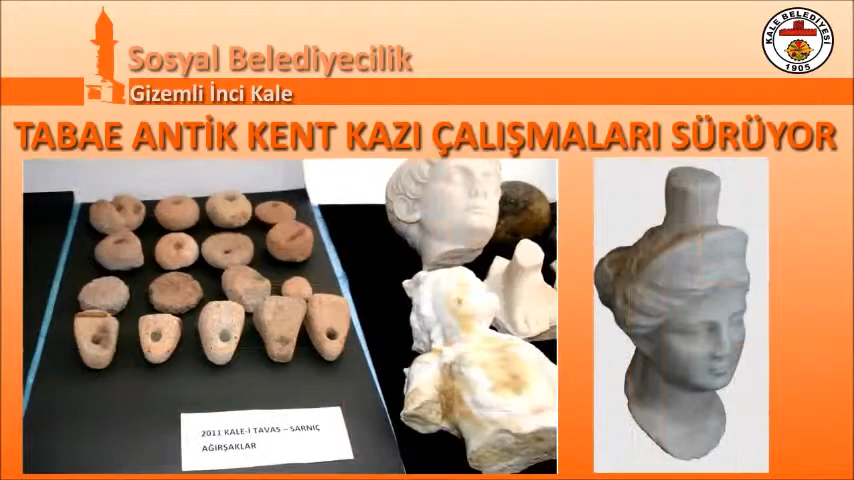 Sosyal Belediyecilik
Gizemli İnci Kale
KALE BELEDİYESİ
1905
TABAE ANTİK KENT KAZI ÇALIŞMALARI SÜRÜYOR
2011 KALE-İ TAVAS – SARNIÇ
AĞIRŞAKLAR